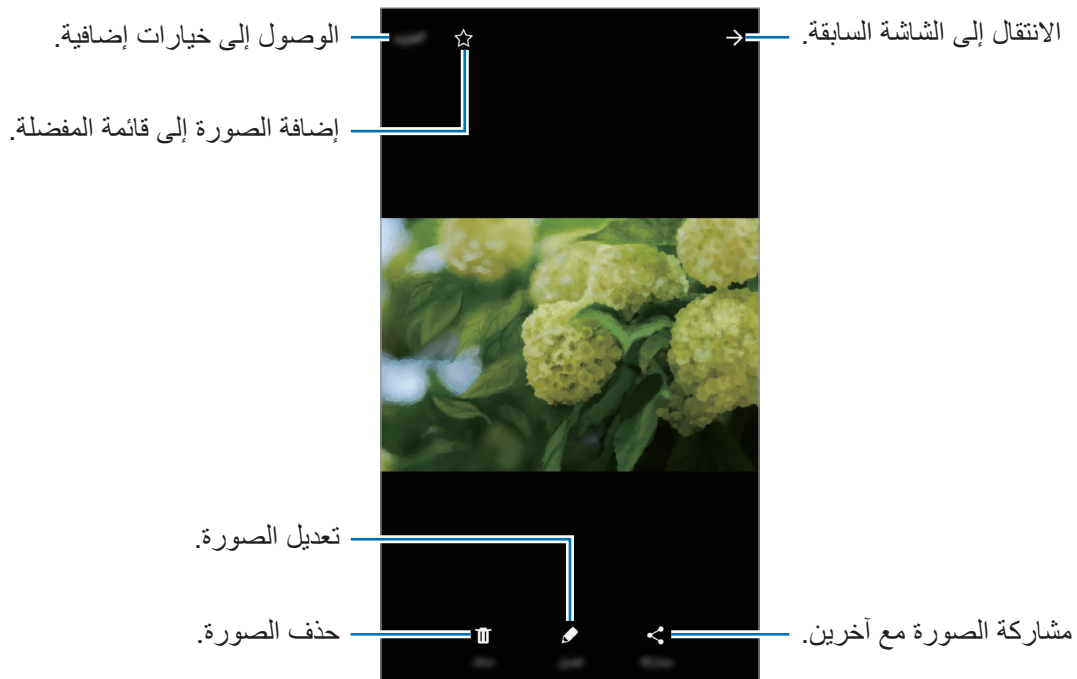 الوصول إلى خيارات إضافية.
الانتقال إلى الشاشة السابقة.
إضافة الصورة إلى قائمة المفضلة.
تعديل الصورة.
حذف الصورة.
مشاركة الصورة مع آخرين.